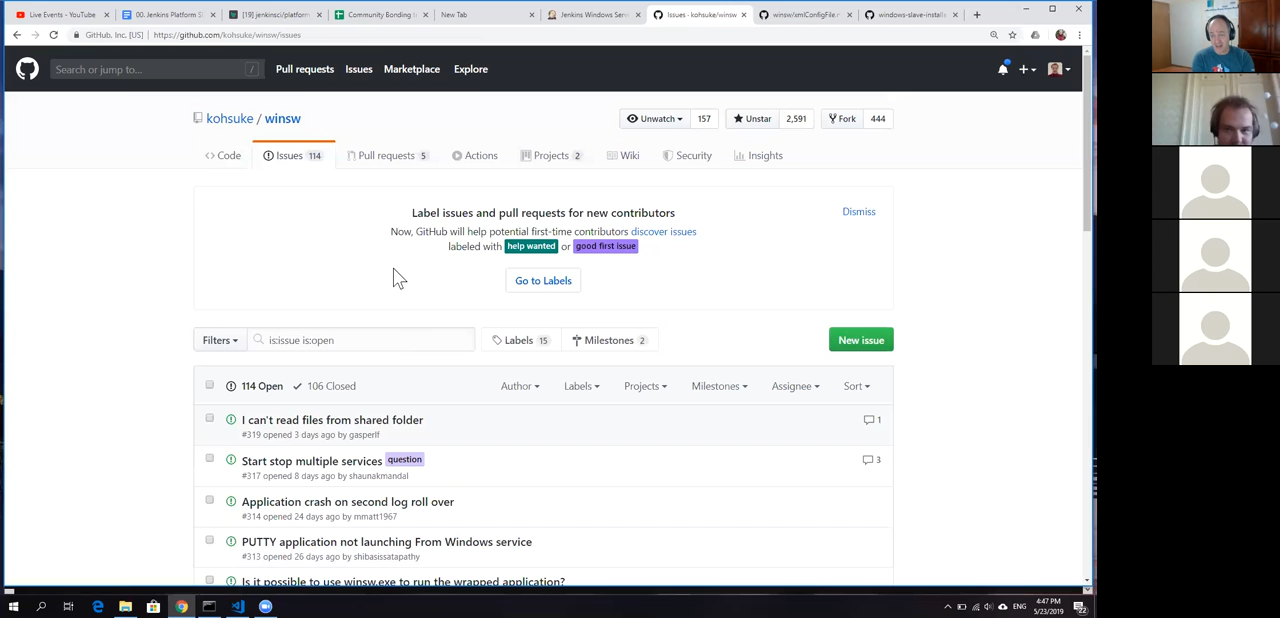 Live Events - YouTube
00. Jenkins Platform S
[19] jenkinsci/platform
Community Bonding t
New Tab
Jenkins Windows Serv
Issues · kohsuke/winsw
winsw/xmlConfigFile.m
windows-slave-install
GitHub, Inc. [US] | https://github.com/kohsuke/winsw/issues
Search or jump to... /
Pull requests Issues Marketplace Explore
kohsuke / winsw
Unwatch 157 Unstar 2,591 Fork 444
Code Issues 114 Pull requests 5 Actions Projects 2 Wiki Security Insights
Label issues and pull requests for new contributors
Dismiss
Now, GitHub will help potential first-time contributors discover issues
labeled with help wanted or good first issue
Go to Labels
Filters is:issue is:open Labels 15 Milestones 2 New issue
114 Open 106 Closed Author Labels Projects Milestones Assignee Sort
I can't read files from shared folder 1
#319 opened 3 days ago by gasperlf
Start stop multiple services question 3
#317 opened 8 days ago by shaunakmandal
Application crash on second log roll over
#314 opened 24 days ago by mmatt1967
PUTTY application not launching From Windows service
#313 opened 26 days ago by shibasissatapathy
Is it possible to use winsw.exe to run the wrapped application?
ENG
4:47 PM
5/23/2019
22